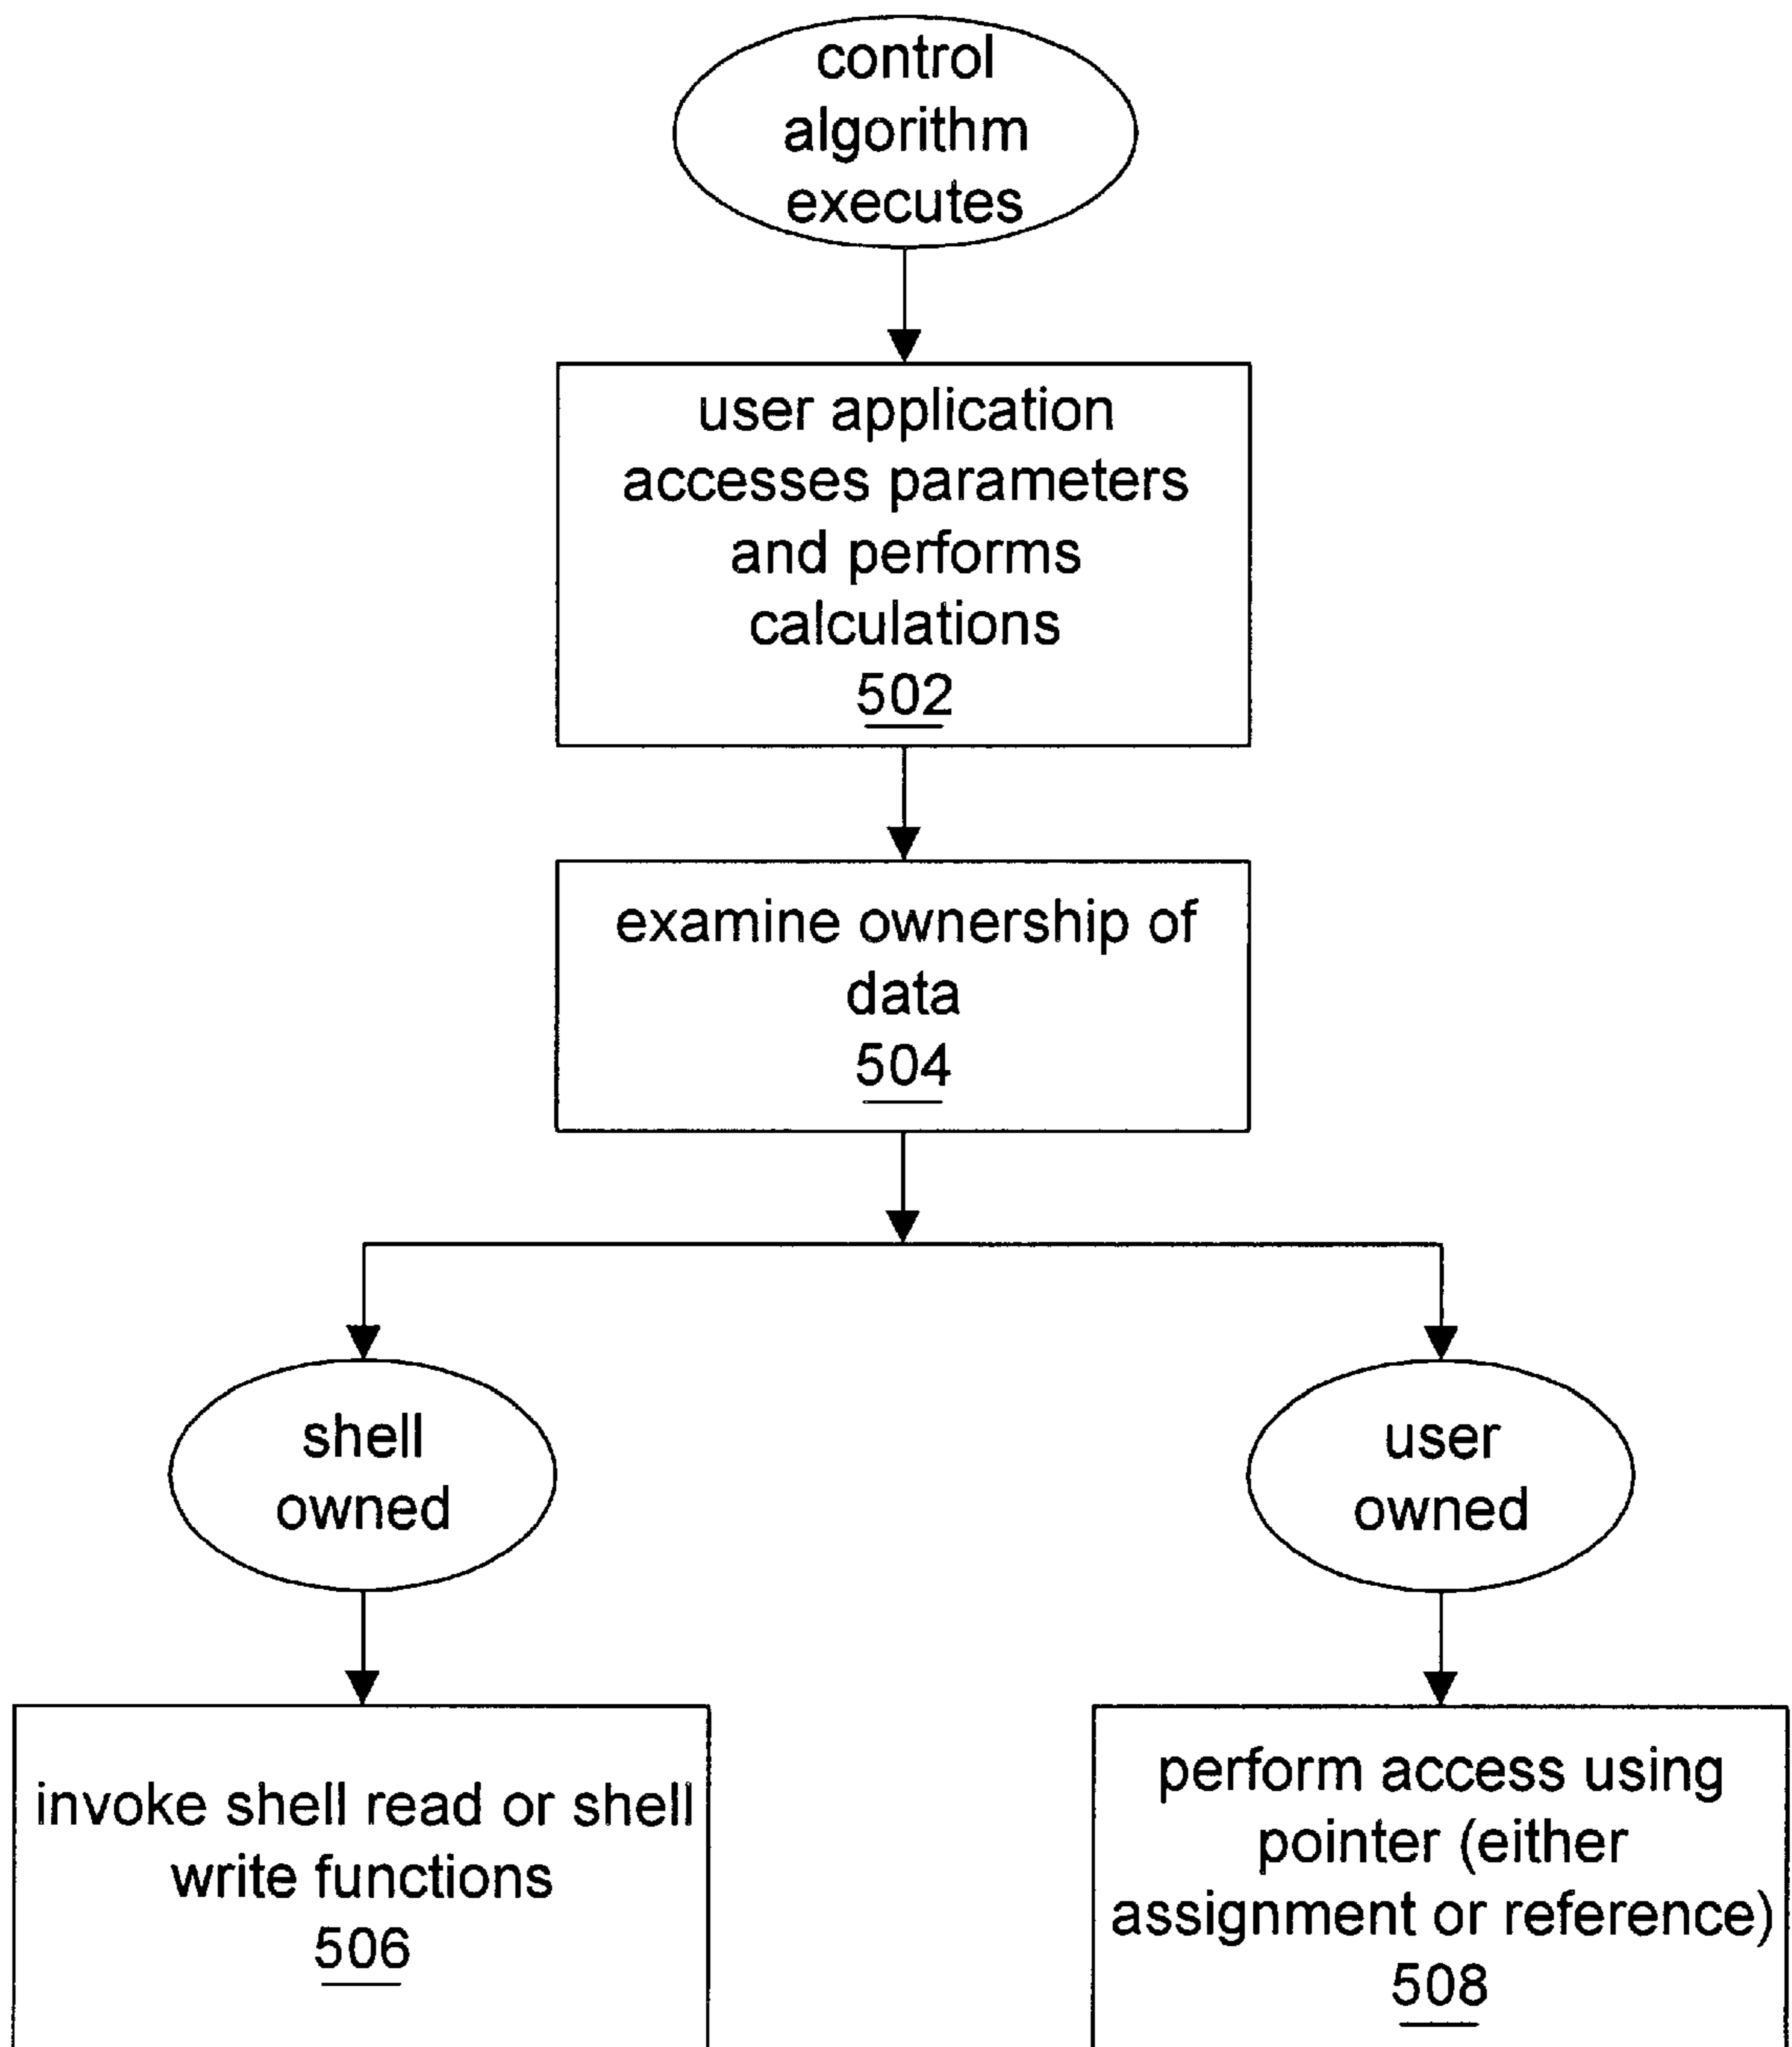 control
algorithm
executes
user application
accesses parameters
and performs
calculations
502
examine ownership of
data
504
shell
owned
user
owned
invoke shell read or shell
write functions
506
perform access using
pointer (either
assignment or reference)
508